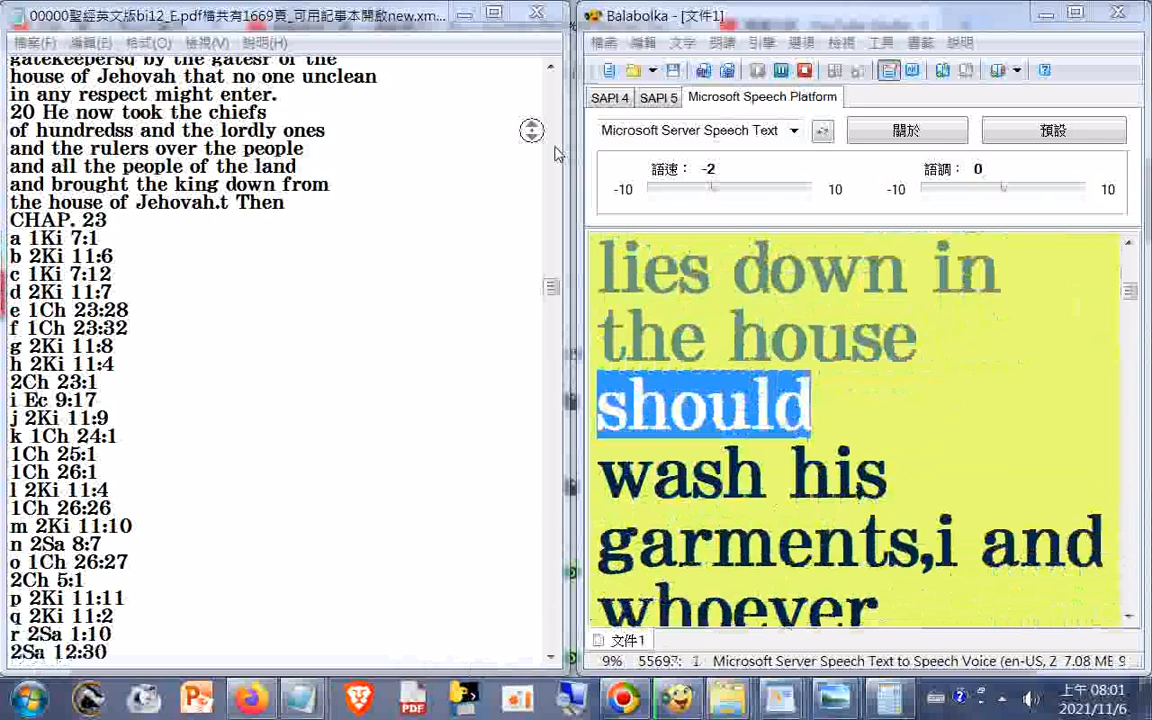 00000聖經英文版bi12_E.pdf檔共有1669頁_可用記事本開啟new.xm...
檔案(F) 編輯(E) 格式(O) 檢視(V) 說明(H)
gatekeepersq by the gatesr of the
house of Jehovah that no one unclean
in any respect might enter.
20 He now took the chiefs
of hundredss and the lordly ones
and the rulers over the people
and all the people of the land
and brought the king down from
the house of Jehovah.t Then
CHAP. 23
a 1Ki 7:1
b 2Ki 11:6
c 1Ki 7:12
d 2Ki 11:7
e 1Ch 23:28
f 1Ch 23:32
g 2Ki 11:8
h 2Ki 11:4
2Ch 23:1
i Ec 9:17
j 2Ki 11:9
k 1Ch 24:1
1Ch 25:1
1Ch 26:1
l 2Ki 11:4
1Ch 26:26
m 2Ki 11:10
n 2Sa 8:7
o 1Ch 26:27
2Ch 5:1
p 2Ki 11:11
q 2Ki 11:2
r 2Sa 1:10
2Sa 12:30
Balabolka - [文件1]
檔案 編輯 文字 朗讀 引擎 選項 檢視 工具 書籤 說明
SAPI 4 SAPI 5 Microsoft Speech Platform
Microsoft Server Speech Text 關於 預設
語速： -2 語調： 0
-10 10 -10 10
lies down in
the house
should
wash his
garments,i and
whoever
文件1
9% Microsoft Server Speech Text to Speech Voice (en-US, Z 7.08 MB 9
PDF
上午 08:01
2021/11/6